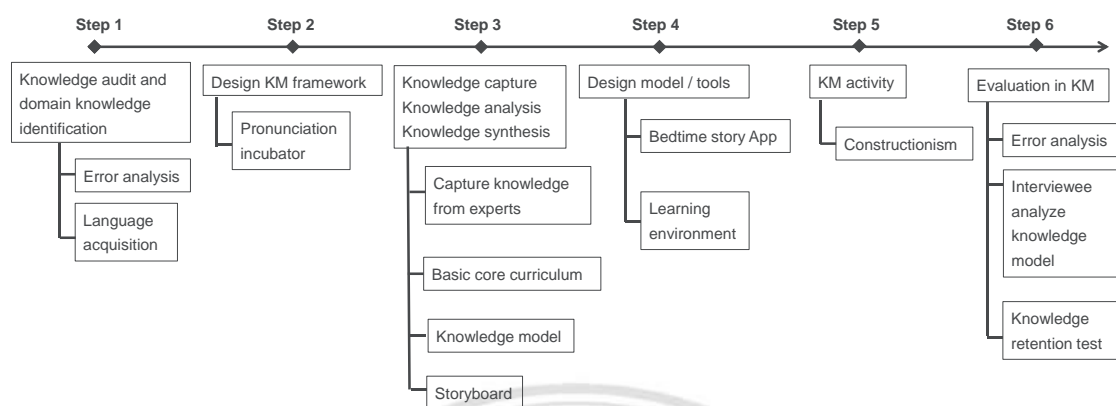 Step 1
Step 2
Step 3
Step 4
Step 5
Step 6
Knowledge audit and
domain knowledge
identification
Error analysis
Language
acquisition
Design KM framework
Pronunciation
incubator
Knowledge capture
Knowledge analysis
Knowledge synthesis
Capture knowledge
from experts
Basic core curriculum
Knowledge model
Storyboard
Design model / tools
Bedtime story App
Learning
environment
KM activity
Constructionism
Evaluation in KM
Error analysis
Interviewee
analyze
knowledge
model
Knowledge
retention test